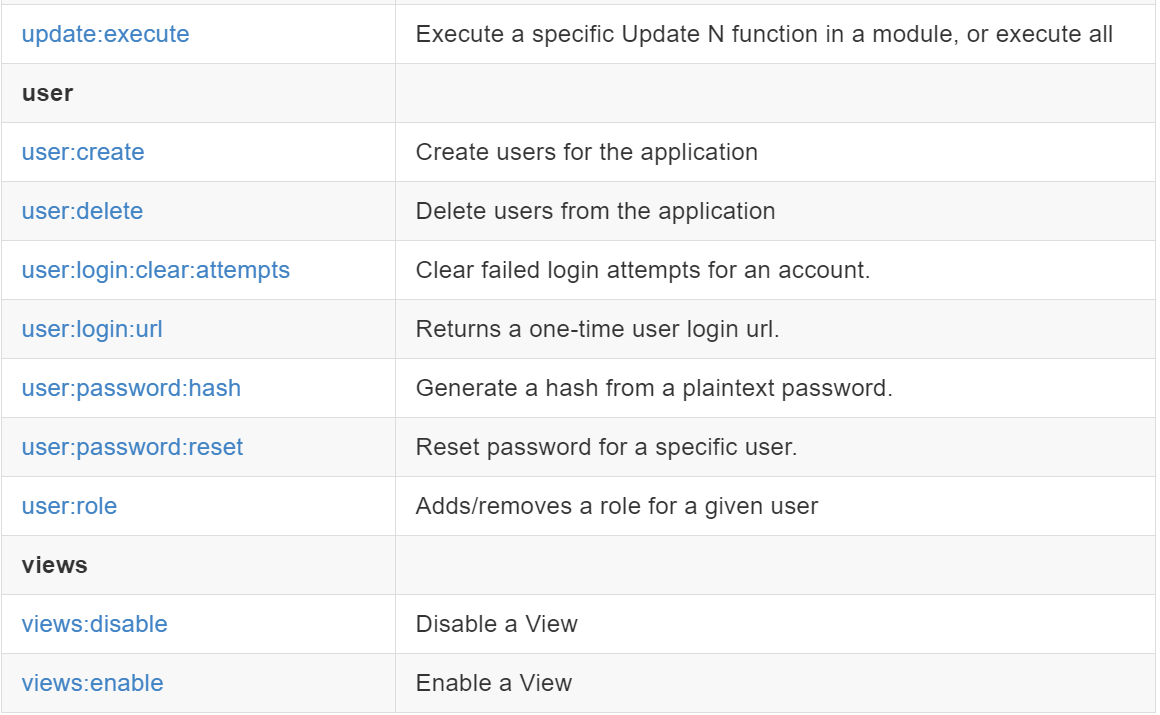 update:execute Execute a specific Update N function in a module, or execute all
user
user:create Create users for the application
user:delete Delete users from the application
user:login:clear:attempts Clear failed login attempts for an account.
user:login:url Returns a one-time user login url.
user:password:hash Generate a hash from a plaintext password.
user:password:reset Reset password for a specific user.
user:role Adds/removes a role for a given user
views
views:disable Disable a View
views:enable Enable a View